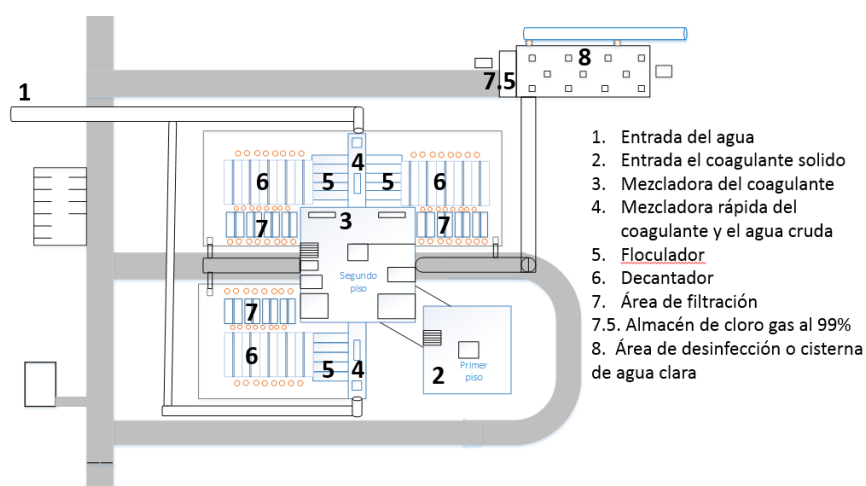 1
8
7.5
4
6
5
5
6
3
7
7
Segundo
piso
7
6
5
4
2
Primer
piso
1. Entrada del agua
2. Entrada el coagulante solido
3. Mezcladora del coagulante
4. Mezcladora rápida del
coagulante y el agua cruda
5. Floculador
6. Decantador
7. Área de filtración
7.5. Almacén de cloro gas al 99%
8. Área de desinfección o cisterna
de agua clara